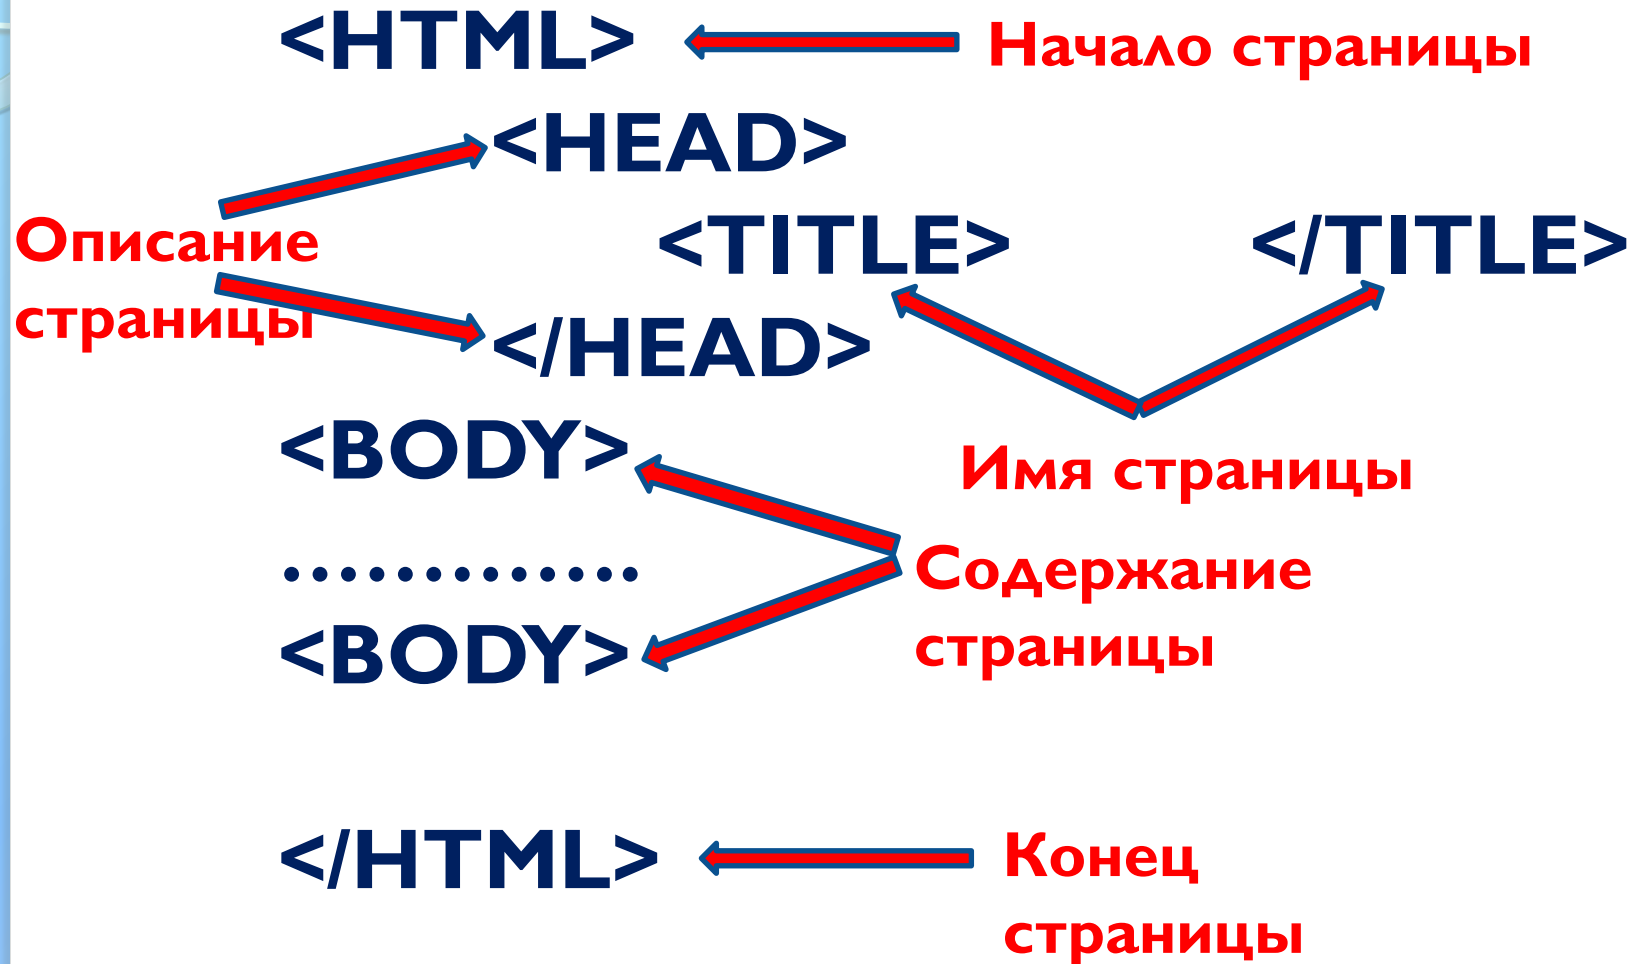 <HTML> Начало страницы
<HEAD>
Описание
<TITLE> </TITLE>
страницы
</HEAD>
<BODY>
Имя страницы
.............
Содержание
<BODY>
страницы
</HTML> Конец
страницы